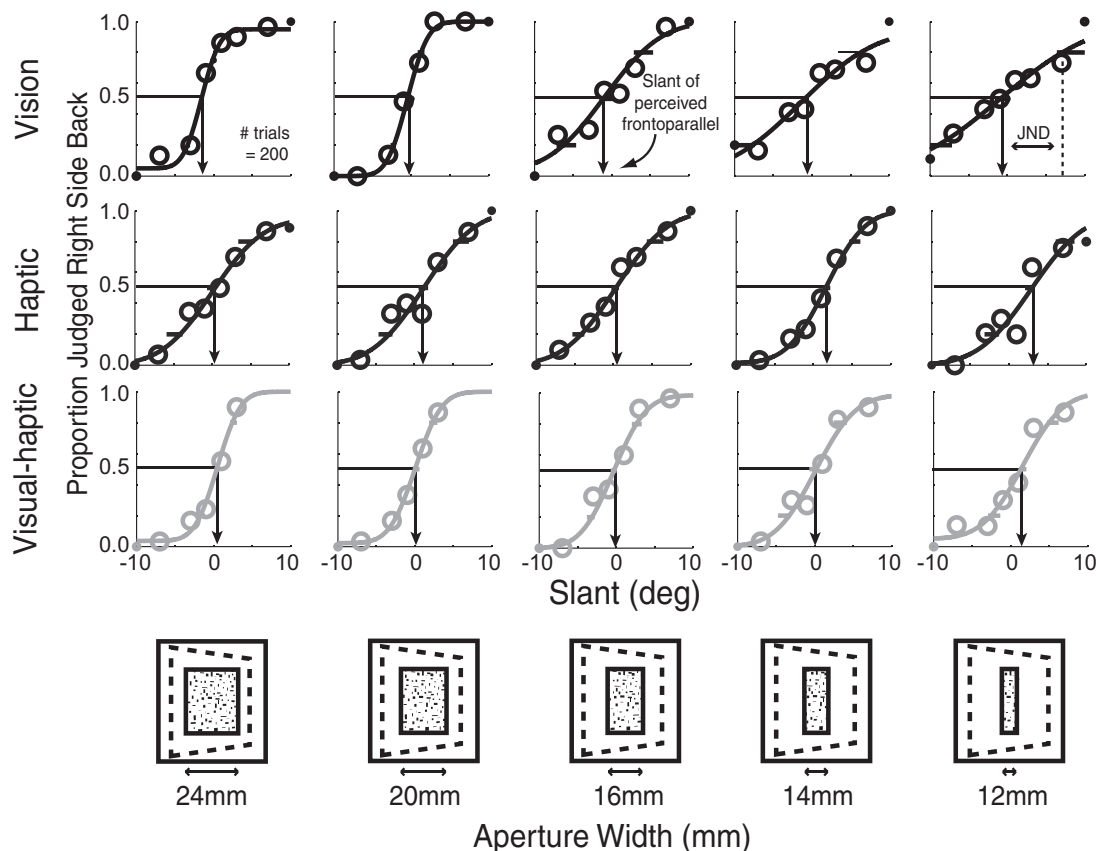 Vision
Haptic
Visual-haptic
Proportion Judged Right Side Back
1.0
0.5
0.0
# trials
= 200
Slant of
perceived
frontoparallel
JND
1.0
0.5
0.0
1.0
0.5
0.0
-10 0 10 -10 0 10 -10 0 10 -10 0 10 -10 0 10
Slant (deg)
24mm 20mm 16mm 14mm 12mm
Aperture Width (mm)